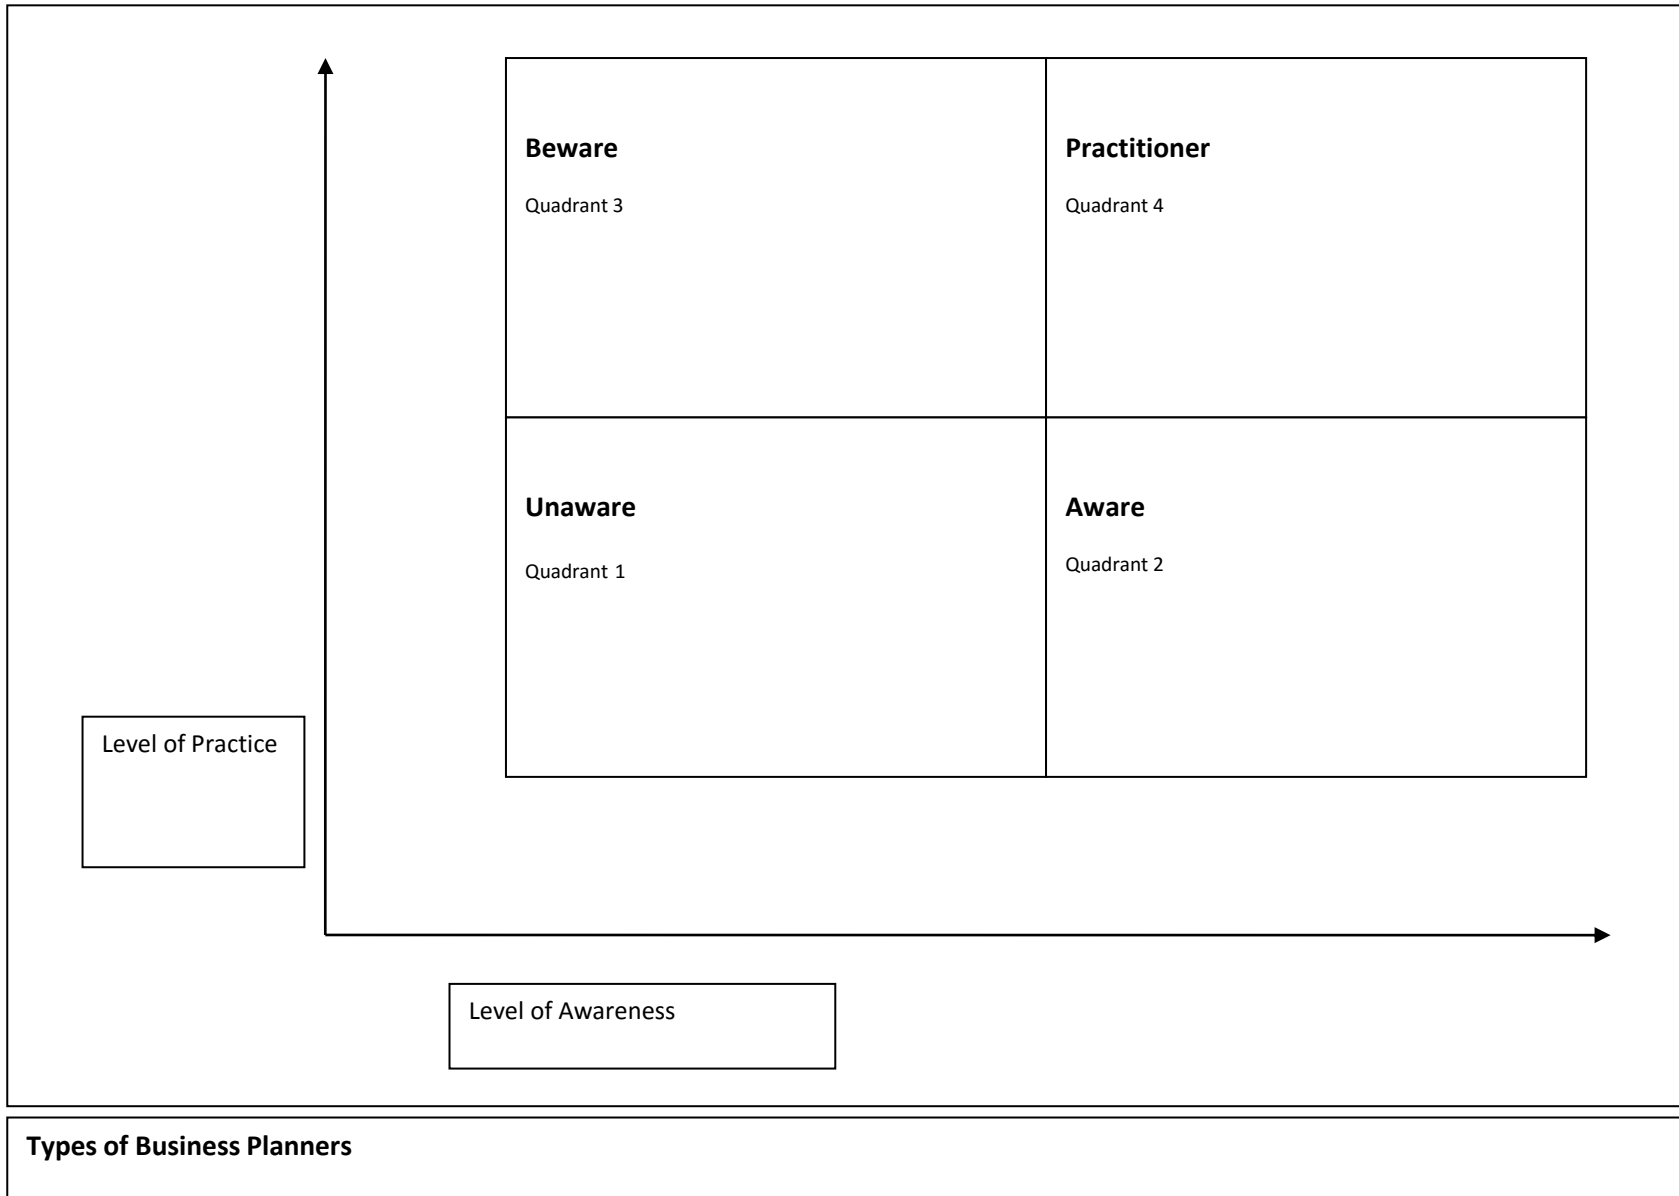 Beware
Quadrant 3
Practitioner
Quadrant 4
Unaware
Quadrant 1
Aware
Quadrant 2
Level of Practice
Level of Awareness
Types of Business Planners